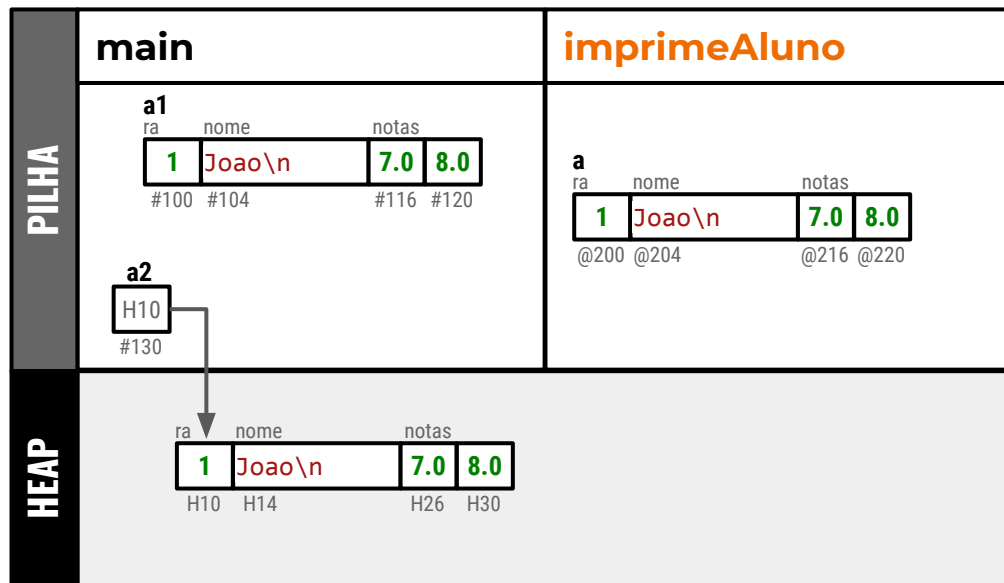 main
imprimeAluno
PILHA
a1
ra nome notas
1 Joao\n 7.0 8.0
#100 #104 #116 #120
a2
H10
#130
a
ra nome notas
1 Joao\n 7.0 8.0
@200 @204 @216 @220
HEAP
ra nome notas
1 Joao\n 7.0 8.0
H10 H14 H26 H30